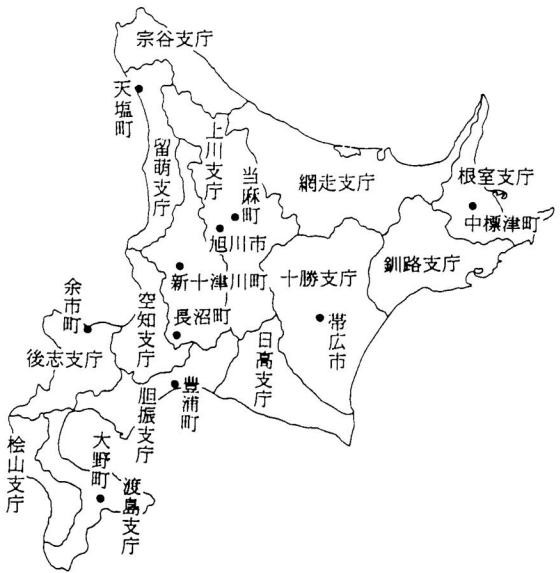 宗谷支庁
天塩町
留萌支庁
上川支庁
当麻町
旭川市
網走支庁
根室支庁
中標津町
釧路支庁
新十津川町
十勝支庁
帯広市
余市町
空知支庁
長沼町
後志支庁
日高支庁
胆振支庁
豊浦町
桧山支庁
大野町
渡島支庁